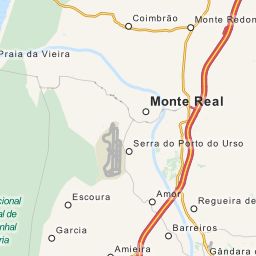 Coimbrão
Monte Redon
Praia da Vieira
Monte Real
Serra do Porto do Urso
cional
al de
nhal
ria
Escoura
Amor
Regueira de
Garcia
Barreiros
Amieira
Gândara d